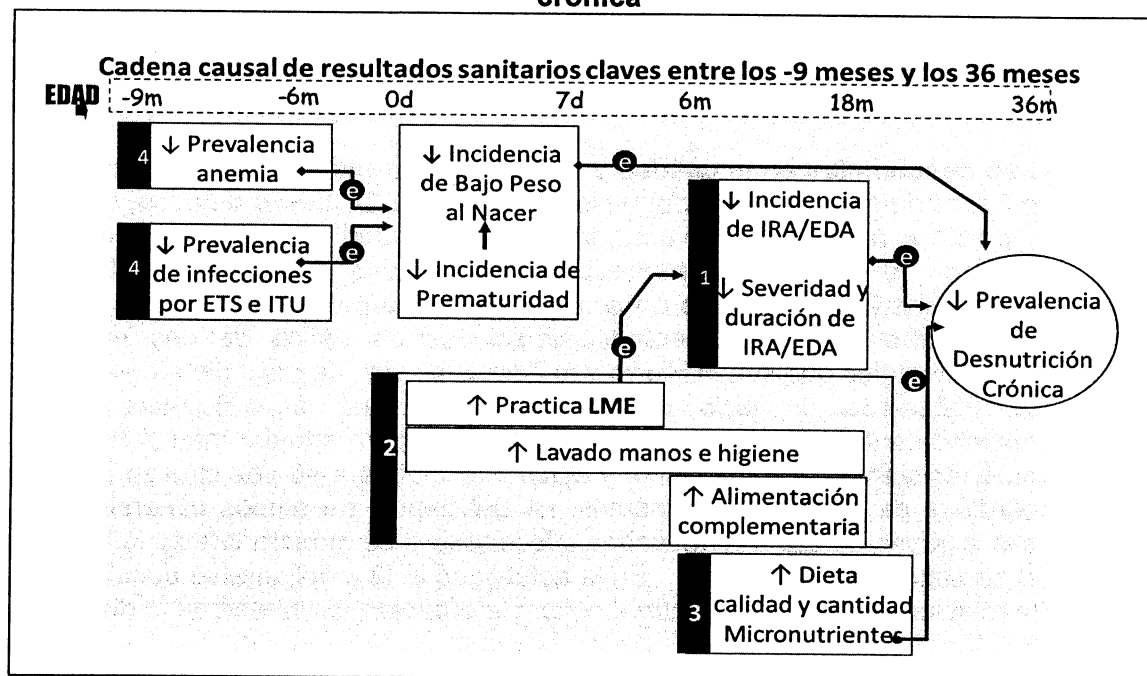 crónica
Cadena causal de resultados sanitarios claves entre los -9 meses y los 36 meses
EDAD -9m -6m 0d 7d 6m 18m 36m
4
↓ Prevalencia
anemia
e
4
↓ Prevalencia
de infecciones
por ETS e ITU
e
↓ Incidencia
de Bajo Peso
al Nacer
↓ Incidencia de
Prematuridad
e
1
↓ Incidencia
de IRA/EDA
↓ Severidad y
duración de
IRA/EDA
e
↓ Prevalencia
de
Desnutrición
Crónica
e
e
2
↑ Practica LME
↑ Lavado manos e higiene
↑ Alimentación
complementaria
3
↑ Dieta
calidad y cantidad
Micronutrientes